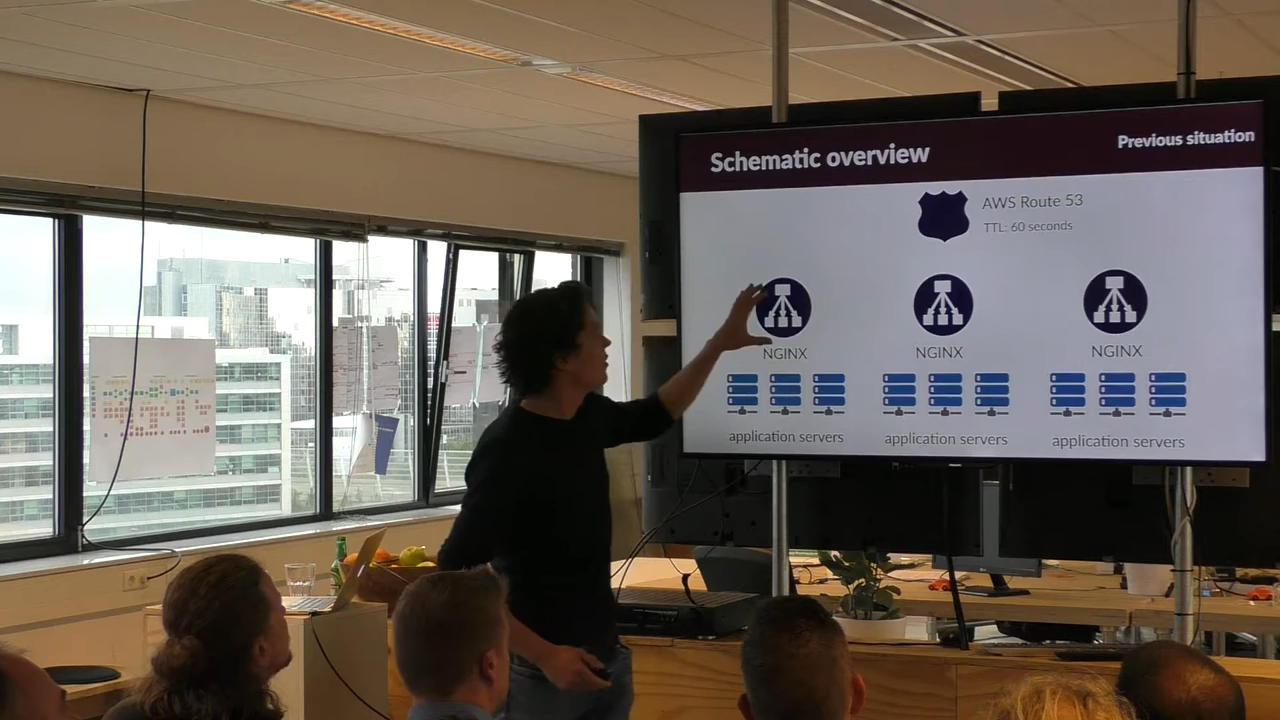 Schematic overview
Previous situation
AWS Route 53
TTL: 60 seconds
NGINX
NGINX
NGINX
application servers
application servers
application servers